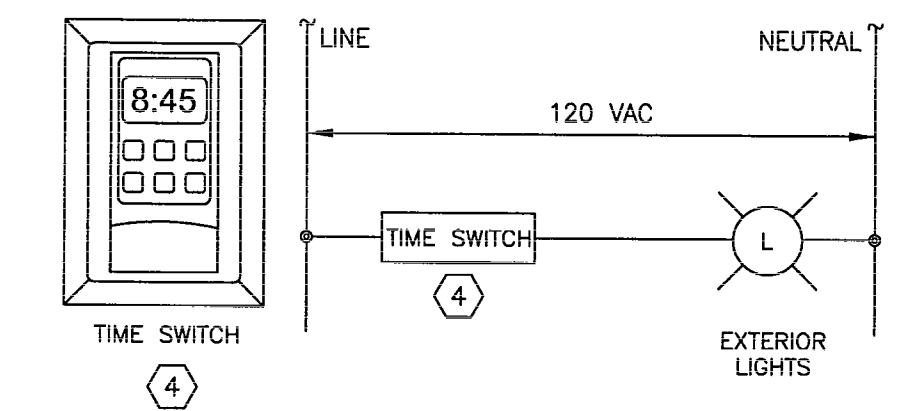 8:45
TIME SWITCH
4
LINE
NEUTRAL
120 VAC
TIME SWITCH
4
L
EXTERIOR
LIGHTS